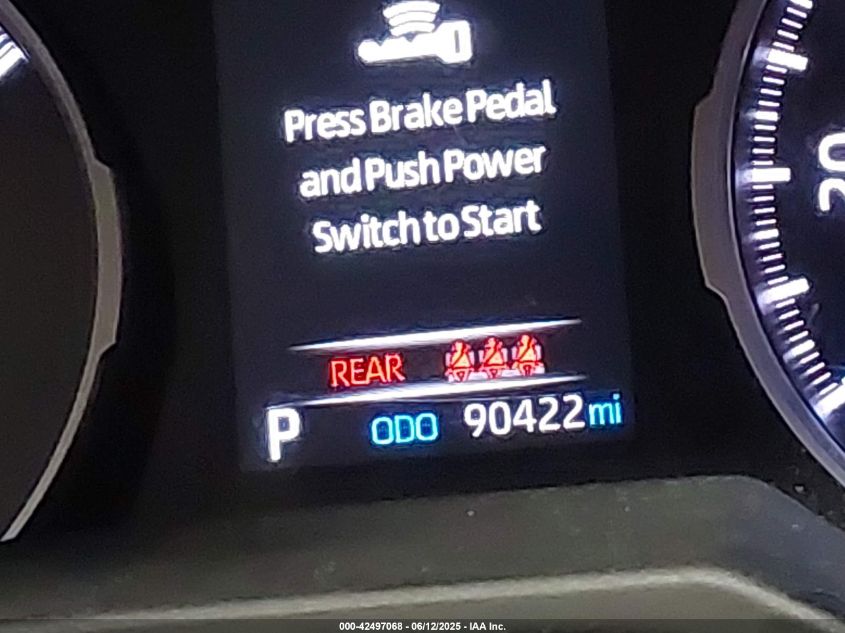 Press Brake Pedal
and Push Power
Switch to Start
20
REAR
P ODO 90422 mi
000-42497068 - 06/12/2025 - IAA Inc.